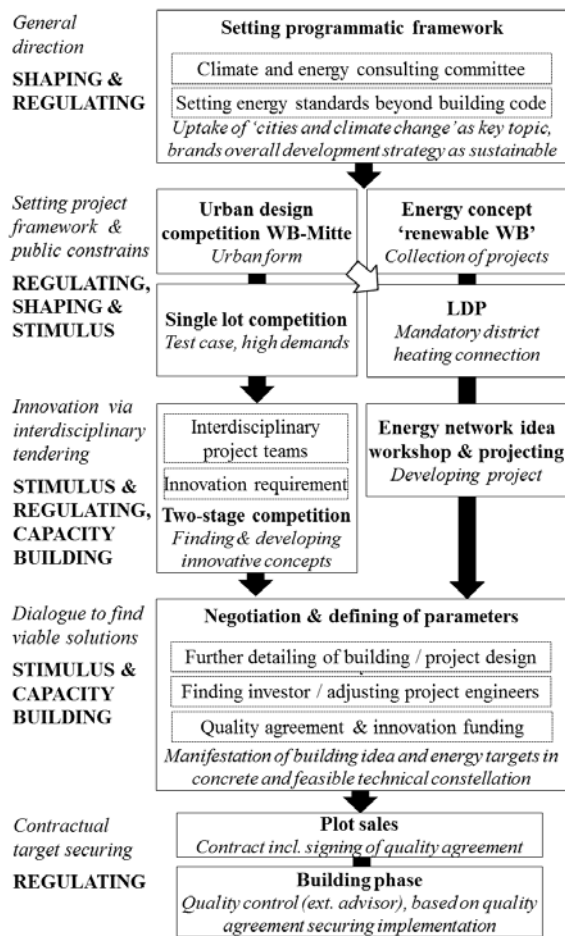 General
direction
SHAPING &
REGULATING
Setting programmatic framework
Climate and energy consulting committee
Setting energy standards beyond building code
Uptake of ‘cities and climate change’ as key topic,
brands overall development strategy as sustainable
Setting project
framework &
public constrains
REGULATING,
SHAPING &
STIMULUS
Urban design
competition WB-Mitte
Urban form
Energy concept
‘renewable WB’
Collection of projects
Single lot competition
Test case, high demands
LDP
Mandatory district
heating connection
Innovation via
interdisciplinary
tendering
STIMULUS &
REGULATING,
CAPACITY
BUILDING
Interdisciplinary
project teams
Innovation requirement
Two-stage competition
Finding & developing
innovative concepts
Energy network idea
workshop & projecting
Developing project
Dialogue to find
viable solutions
STIMULUS &
CAPACITY
BUILDING
Negotiation & defining of parameters
Further detailing of building / project design
Finding investor / adjusting project engineers
Quality agreement & innovation funding
Manifestation of building idea and energy targets in
concrete and feasible technical constellation
Contractual
target securing
REGULATING
Plot sales
Contract incl. signing of quality agreement
Building phase
Quality control (ext. advisor), based on quality
agreement securing implementation